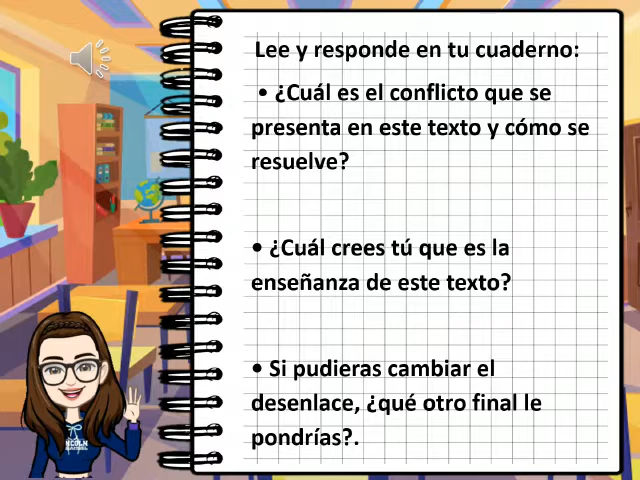 Lee y responde en tu cuaderno:
• ¿Cuál es el conflicto que se
presenta en este texto y cómo se
resuelve?
• ¿Cuál crees tú que es la
enseñanza de este texto?
• Si pudieras cambiar el
desenlace, ¿qué otro final le
pondrías?.